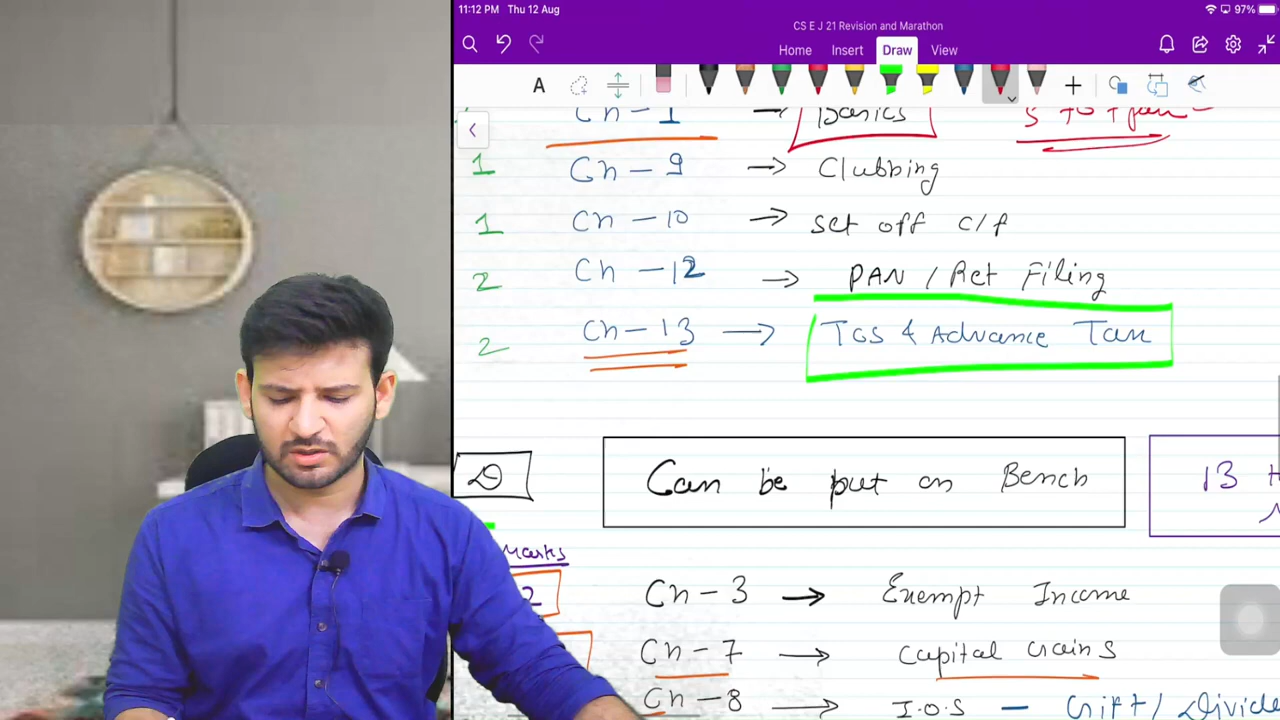 11:12 PM Thu 12 Aug 97%
CS E J 21 Revision and Marathon
Home Insert Draw View
A
Ch - 1 → Basics
1 Ch - 9 → Clubbing
1 Ch - 10 → set off c/f
2 Ch - 12 → PAN / Ret Filing
2 Ch - 13 → TCS & Advance Tax
D Can be put on Bench 13
Marks
2 Ch - 3 → Exempt Income
Ch - 7 → Capital Gains
Ch - 8 → I.O.S - Gift / Divide